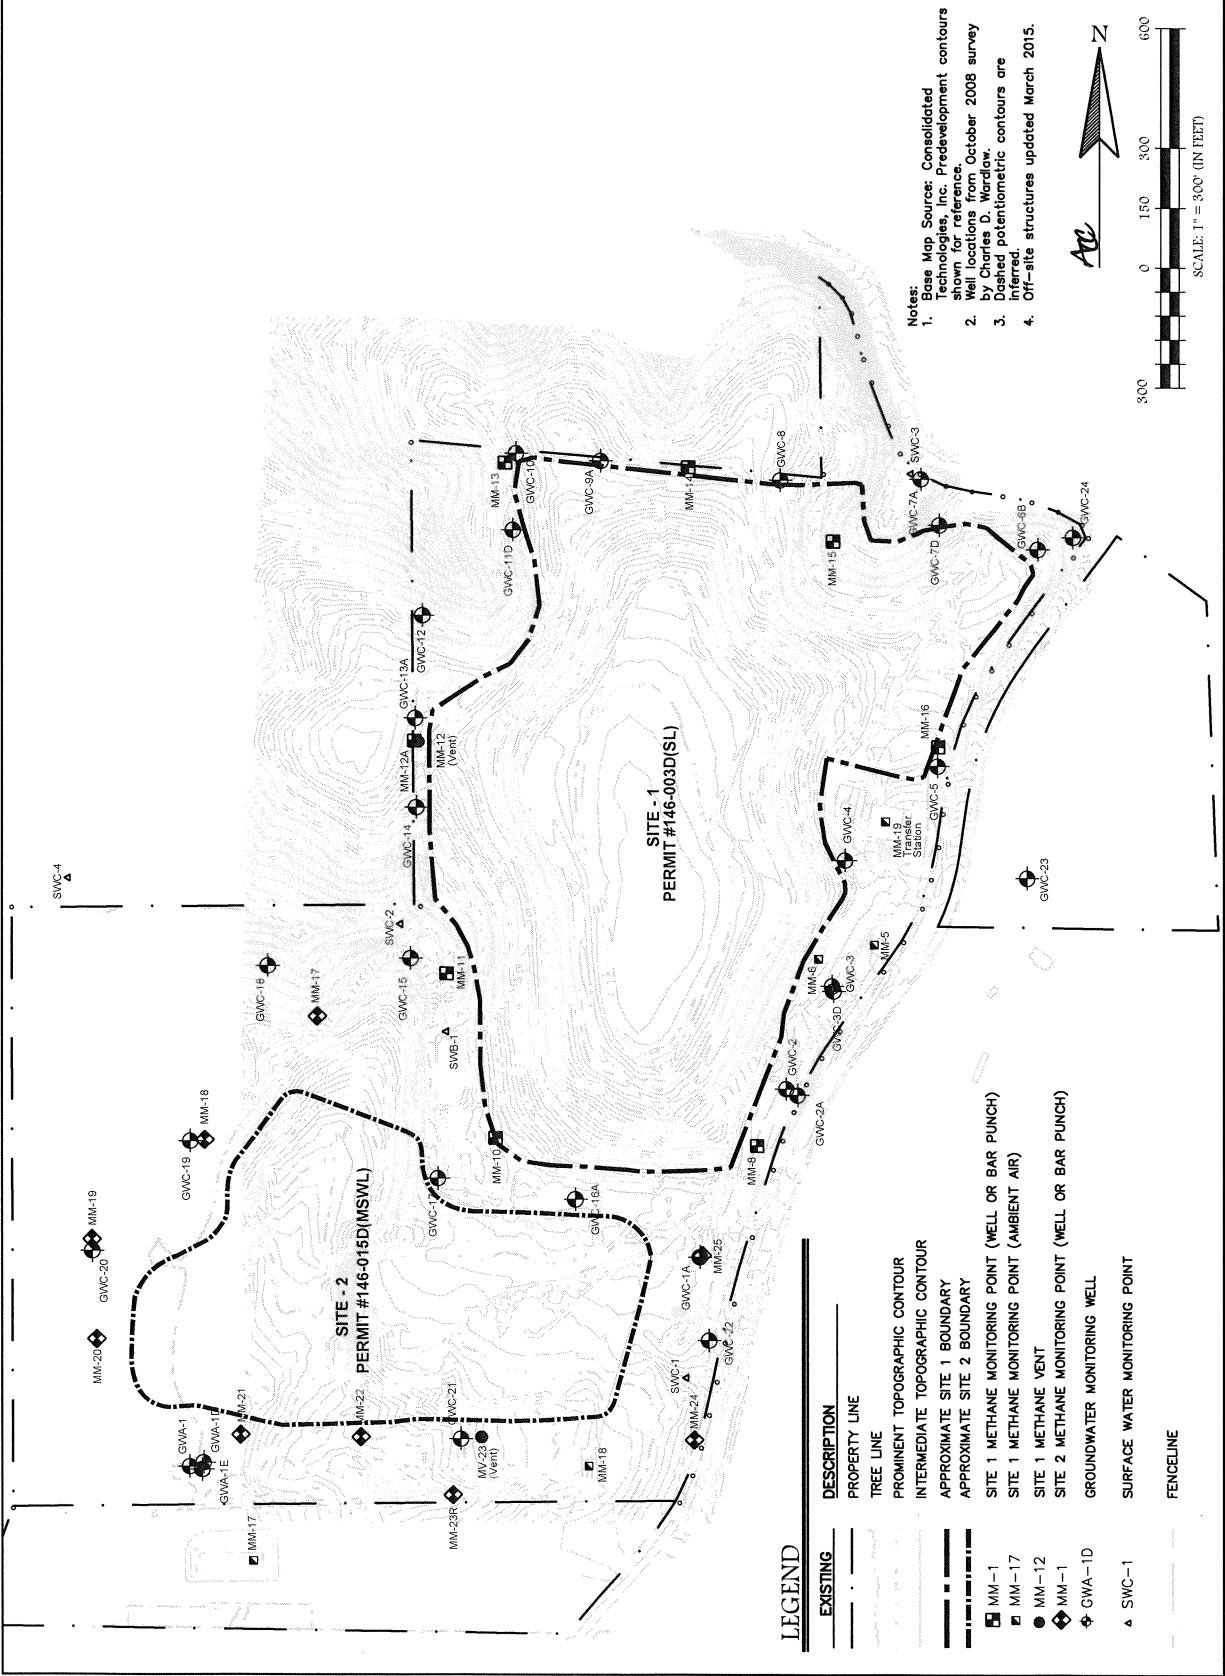 Notes:
1. Base Map Source: Consolidated
Technologies, Inc. Predevelopment contours
shown for reference.
2. Well locations from October 2008 survey
by Charles D. Wardlaw.
3. Dashed potentiometric contours are
inferred.
4. Off-site structures updated March 2015.
N
300
0
150
300
600
SCALE: 1" = 300' (IN FEET)
SITE - 1
PERMIT #146-003D(SL)
SITE - 2
PERMIT #146-015D(MSWL)
SWC-4
GWC-18
MM-17
SWC-2
GWC-15
MM-11
SWB-1
GWC-14
MM-12A
MM-12
(Vent)
GWC-13A
GWC-12
GWC-11D
MM-13
GWC-10
GWC-9A
MM-14
GWC-8
MM-15
GWC-7A
SWC-3
GWC-7D
GWC-6B
GWC-24
MM-16
GWC-5
GWC-4
MM-19
Transfer
Station
GWC-23
MM-5
MM-6
GWC-3
GWC-3D
GWC-2
GWC-2A
MM-8
MM-10
GWC-17
GWC-16A
GWC-19
MM-18
MM-19
GWC-20
MM-20
GWA-1
GWA-1D
GWA-1E
MM-21
MM-22
GWC-21
MV-23
(Vent)
MM-23R
MM-17
MM-18
MM-24
SWC-1
GWC-22
GWC-1A
MM-25
LEGEND
EXISTING
DESCRIPTION
PROPERTY LINE
TREE LINE
PROMINENT TOPOGRAPHIC CONTOUR
INTERMEDIATE TOPOGRAPHIC CONTOUR
APPROXIMATE SITE 1 BOUNDARY
APPROXIMATE SITE 2 BOUNDARY
MM-1 SITE 1 METHANE MONITORING POINT (WELL OR BAR PUNCH)
MM-17 SITE 1 METHANE MONITORING POINT (AMBIENT AIR)
MM-12 SITE 1 METHANE VENT
MM-1 SITE 2 METHANE MONITORING POINT (WELL OR BAR PUNCH)
GWA-1D GROUNDWATER MONITORING WELL
SWC-1 SURFACE WATER MONITORING POINT
FENCELINE